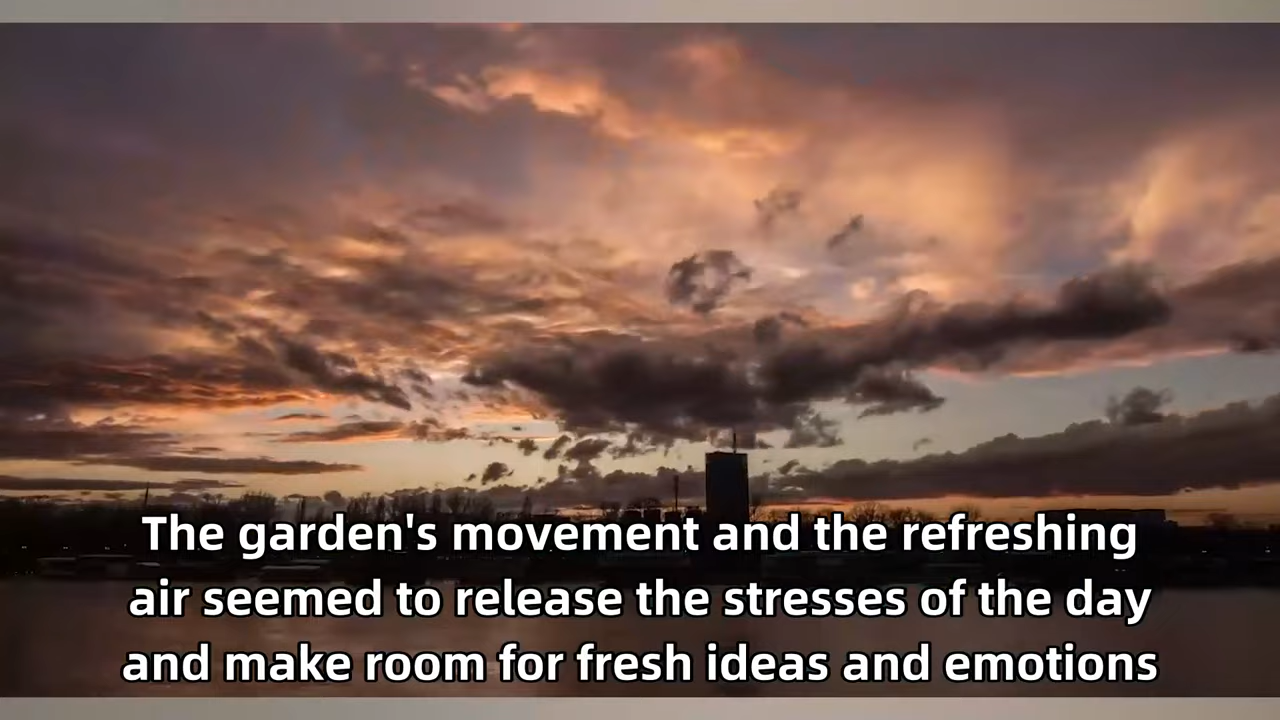 The garden's movement and the refreshing
air seemed to release the stresses of the day
and make room for fresh ideas and emotions